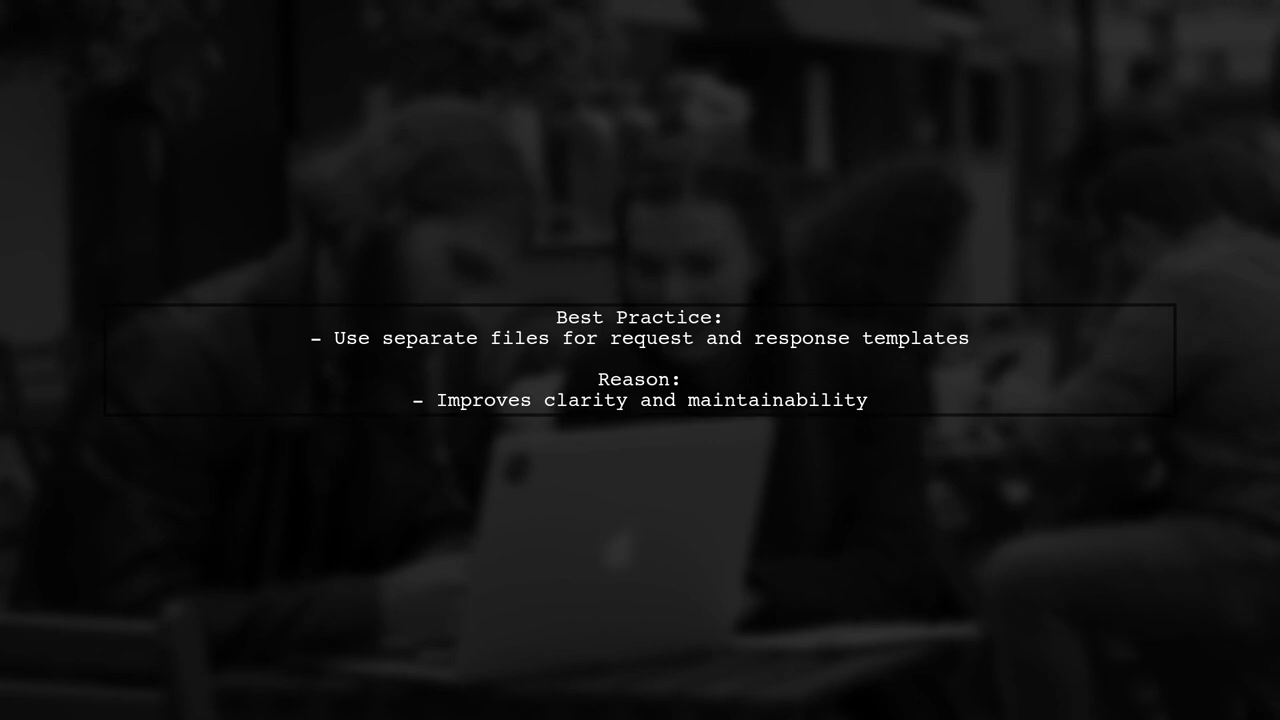 Best Practice:
- Use separate files for request and response templates
Reason:
- Improves clarity and maintainability